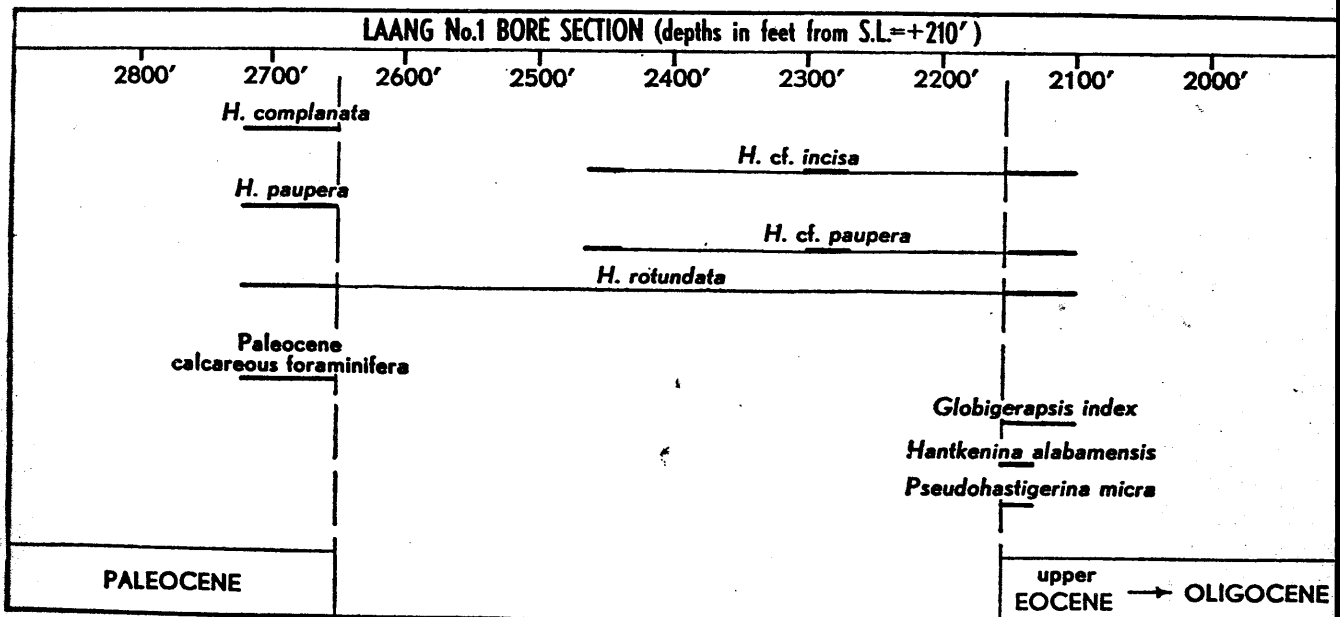 LAANG No.1 BORE SECTION (depths in feet from S.L.=+210′)
2800′ 2700′ 2600′ 2500′ 2400′ 2300′ 2200′ 2100′ 2000′
H. complanata
H. cf. incisa
H. paupera
H. cf. paupera
H. rotundata
Paleocene
calcareous foraminifera
Globigerapsis index
Hantkenina alabamensis
Pseudohastigerina micra
PALEOCENE
upper
EOCENE → OLIGOCENE